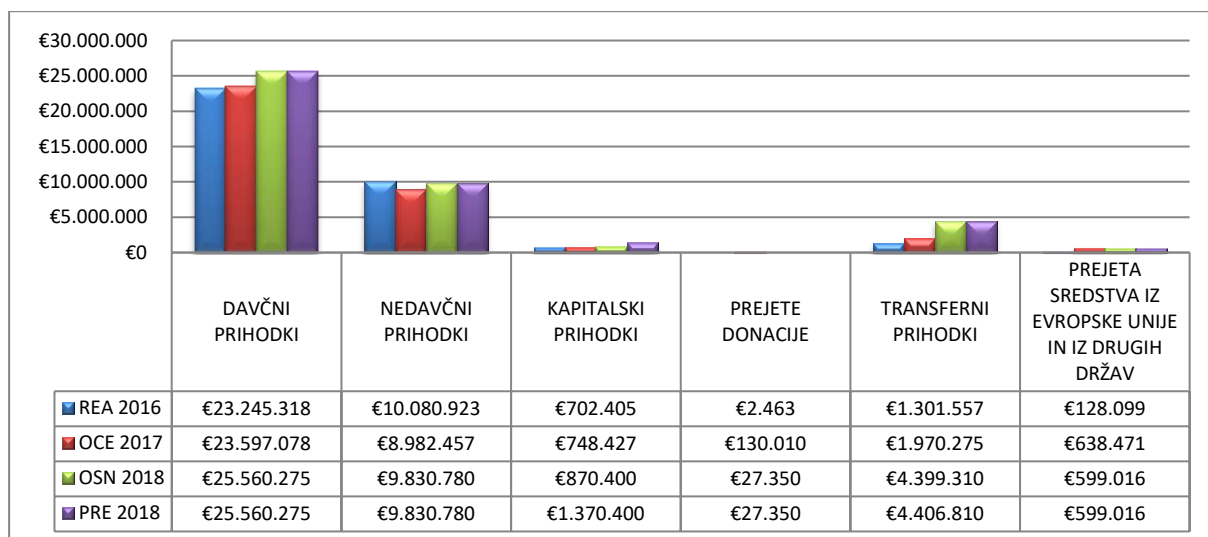 €30.000.000
€25.000.000
€20.000.000
€15.000.000
€10.000.000
€5.000.000
€0
DAVČNI PRIHODKI
NEDAVČNI PRIHODKI
KAPITALSKI PRIHODKI
PREJETE DONACIJE
TRANSFERNI PRIHODKI
PREJETA SREDSTVA IZ EVROPSKE UNIJE IN IZ DRUGIH DRŽAV
REA 2016 €23.245.318 €10.080.923 €702.405 €2.463 €1.301.557 €128.099
OCE 2017 €23.597.078 €8.982.457 €748.427 €130.010 €1.970.275 €638.471
OSN 2018 €25.560.275 €9.830.780 €870.400 €27.350 €4.399.310 €599.016
PRE 2018 €25.560.275 €9.830.780 €1.370.400 €27.350 €4.406.810 €599.016